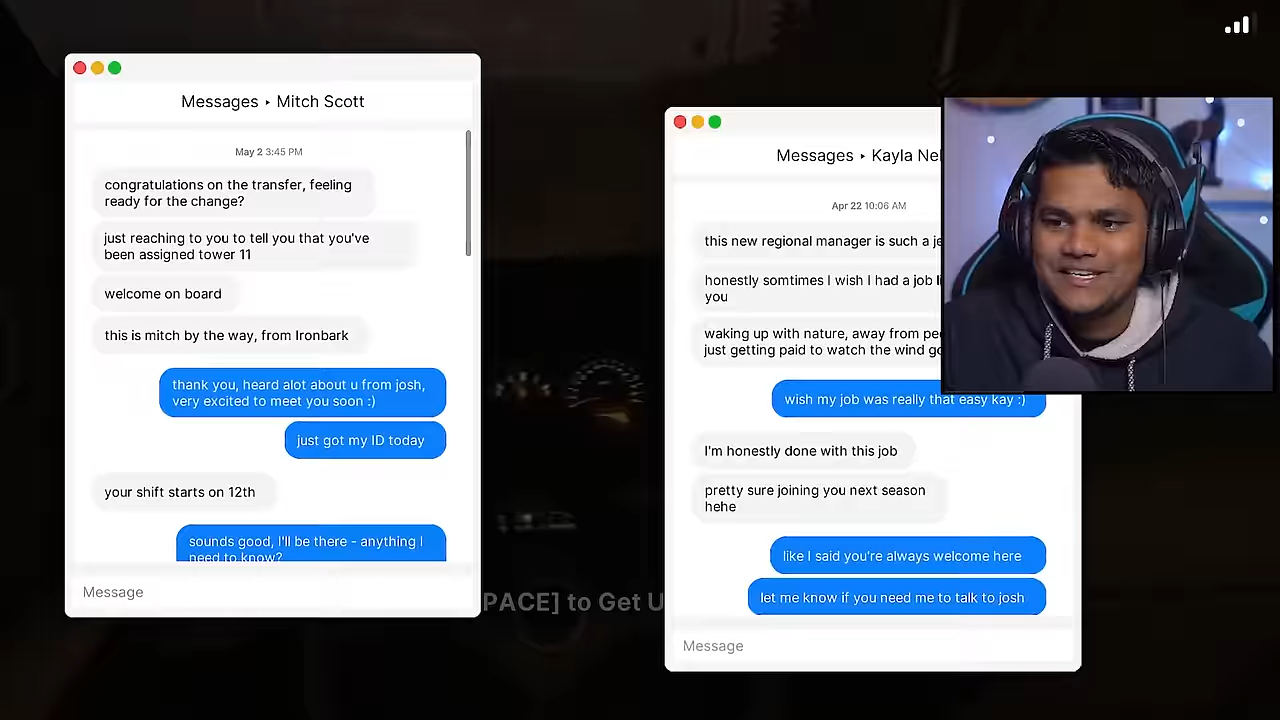 Messages ▸ Mitch Scott
May 2 3:45 PM
congratulations on the transfer, feeling
ready for the change?
just reaching to you to tell you that you've
been assigned tower 11
welcome on board
this is mitch by the way, from Ironbark
thank you, heard alot about u from josh,
very excited to meet you soon :)
just got my ID today
your shift starts on 12th
sounds good, I'll be there - anything I
need to know?
Message
PACE] to Get U
Messages ▸ Kayla
Apr 22 10:06 AM
this new regional manager is such a
honestly somtimes I wish I had a job
you
waking up with nature, away from
just getting paid to watch the wind
wish my job was really that easy kay :)
I'm honestly done with this job
pretty sure joining you next season
hehe
like I said you're always welcome here
let me know if you need me to talk to josh
Message